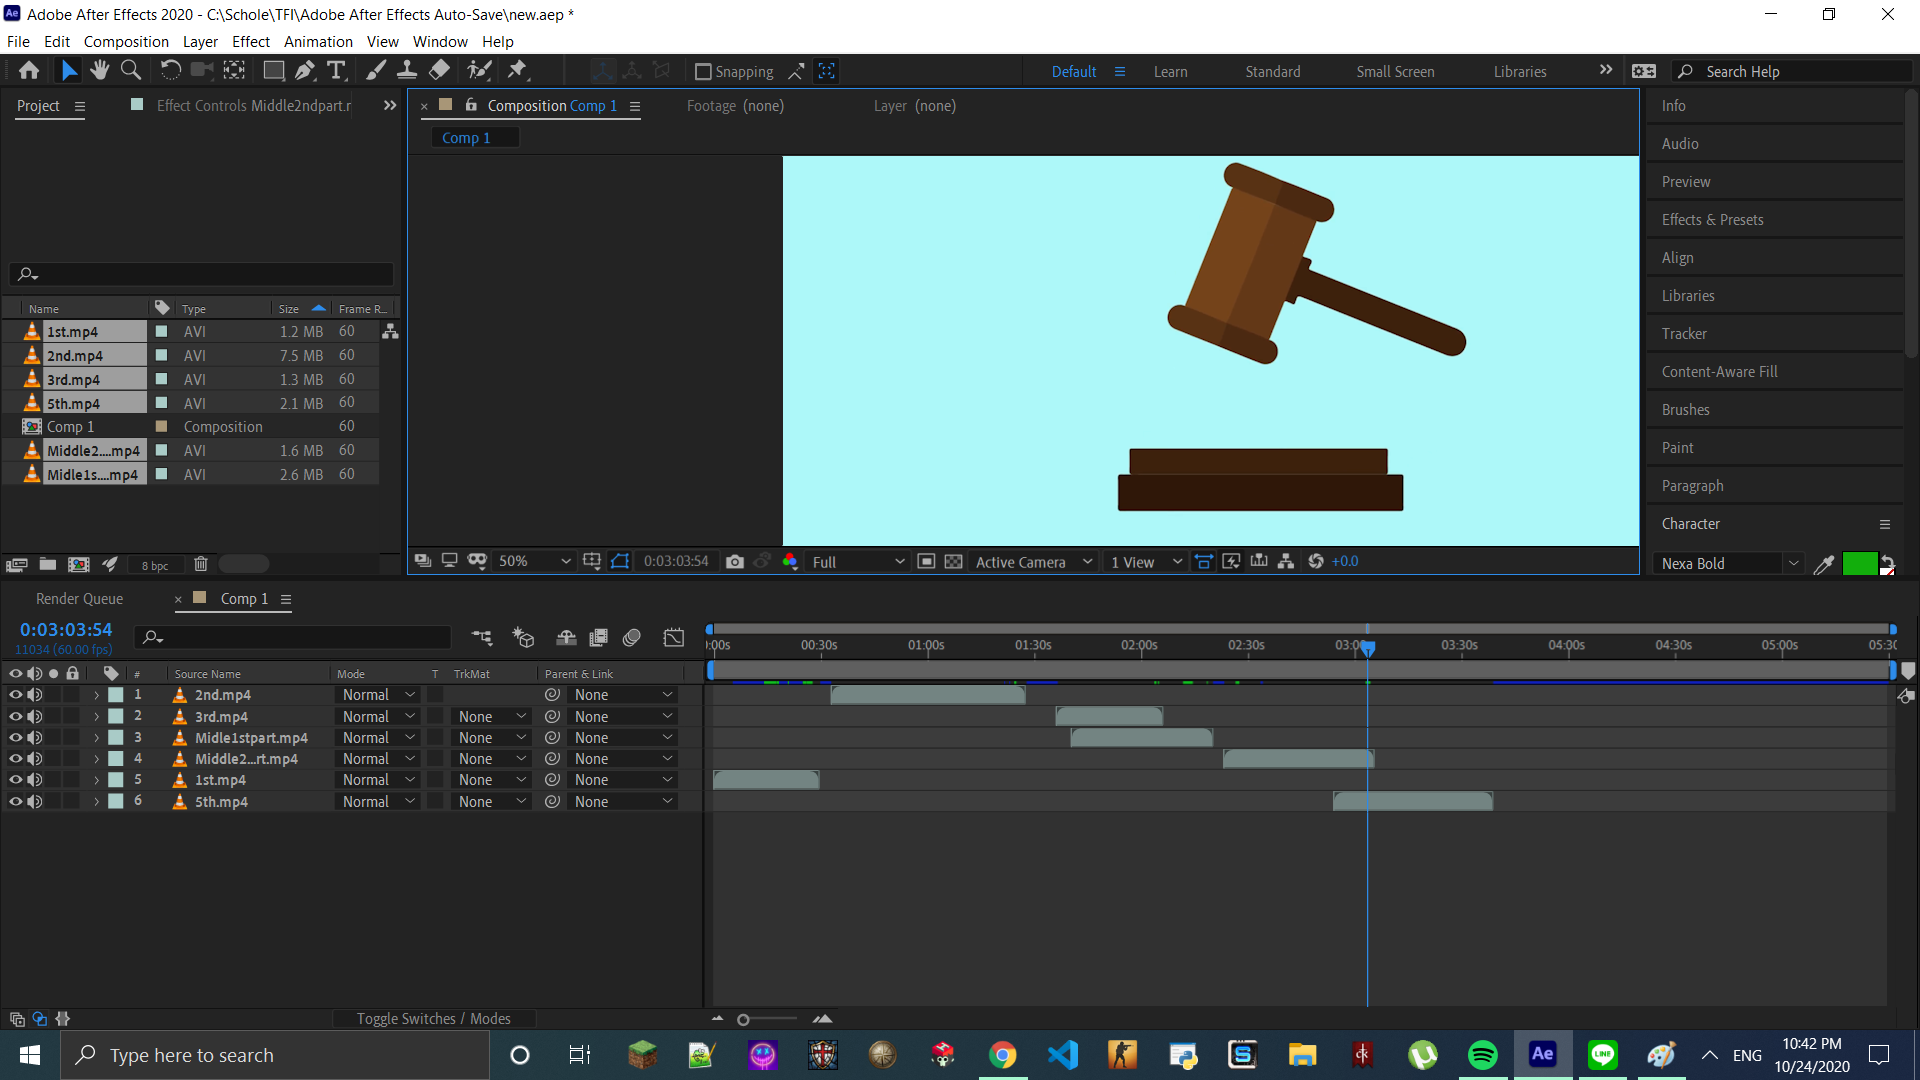 Adobe After Effects 2020 - C:\Schole\TFI\Adobe After Effects Auto-Save\new.aep *
File Edit Composition Layer Effect Animation View Window Help
Snapping Default Learn Standard Small Screen Libraries Search Help
Project Effect Controls Middle2ndpart.r Composition Comp 1 Footage (none) Layer (none)
Comp 1
Info
Audio
Preview
Effects & Presets
Align
Libraries
Tracker
Content-Aware Fill
Brushes
Paint
Paragraph
Character
Nexa Bold
Name Type Size Frame R...
1st.mp4 AVI 1.2 MB 60
2nd.mp4 AVI 7.5 MB 60
3rd.mp4 AVI 1.3 MB 60
5th.mp4 AVI 2.1 MB 60
Comp 1 Composition 60
Middle2....mp4 AVI 1.6 MB 60
Midle1s....mp4 AVI 2.6 MB 60
8 bpc 50% 0:03:03:54 Full Active Camera 1 View +0.0
Render Queue Comp 1
0:03:03:54
11034 (60.00 fps)
):00s 00:30s 01:00s 01:30s 02:00s 02:30s 03:00s 03:30s 04:00s 04:30s 05:00s 05:30
# Source Name Mode T TrkMat Parent & Link
1 2nd.mp4 Normal None
2 3rd.mp4 Normal None None
3 Midle1stpart.mp4 Normal None None
4 Middle2...rt.mp4 Normal None None
5 1st.mp4 Normal None None
6 5th.mp4 Normal None None
Toggle Switches / Modes
Type here to search
Ae
LINE
ENG
10:42 PM
10/24/2020